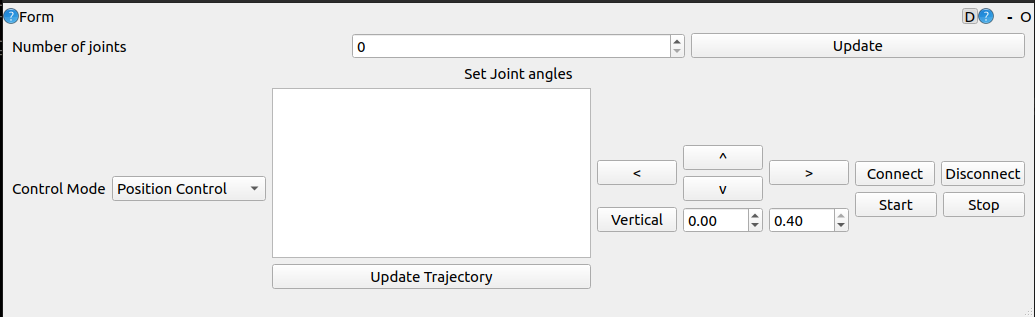 Form D - O
Number of joints 0 Update
Set Joint angles
^
< >
Control Mode Position Control v Connect Disconnect
Start Stop
Vertical 0.00 0.40
Update Trajectory